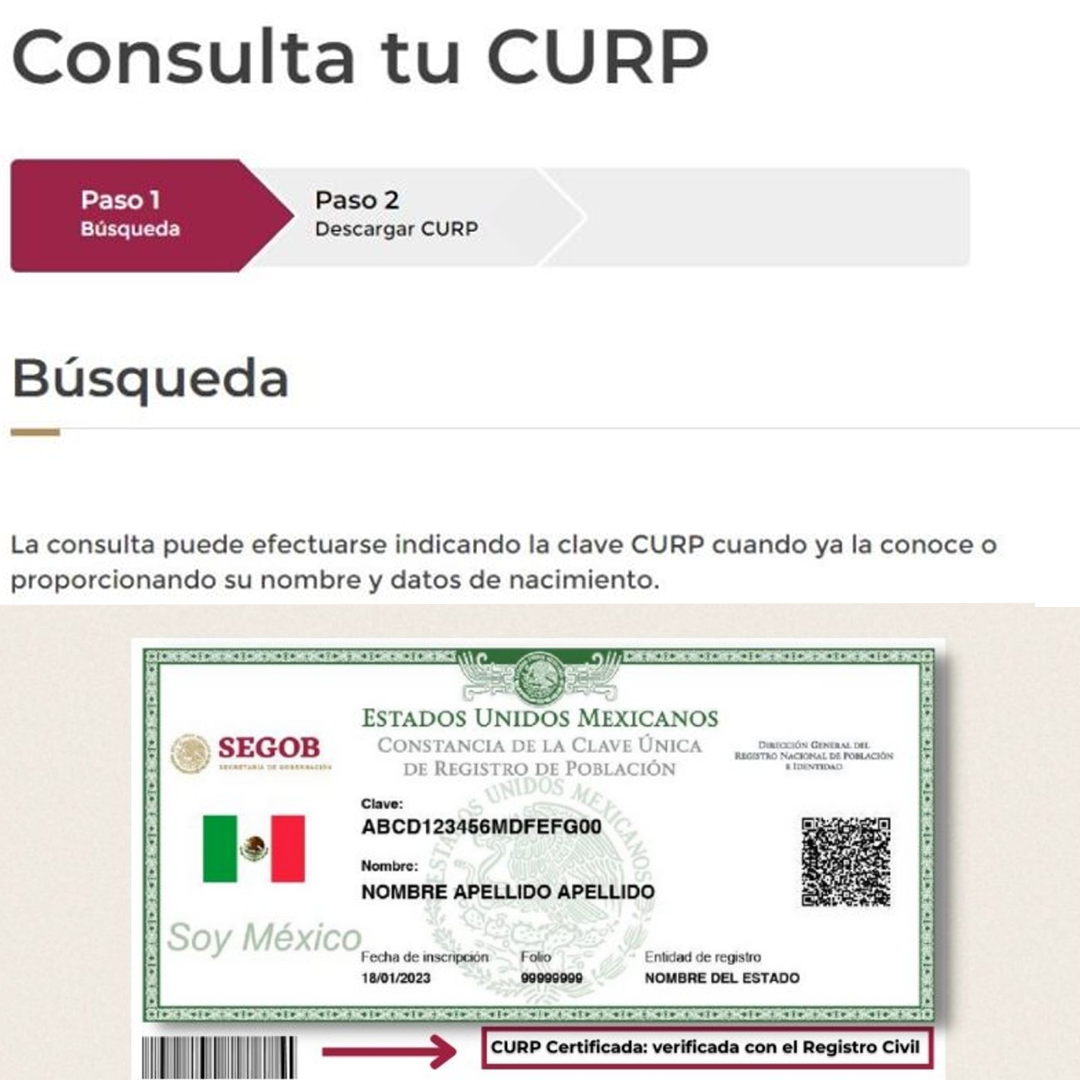 Consulta tu CURP
Paso 1
Búsqueda
Paso 2
Descargar CURP
Búsqueda
La consulta puede efectuarse indicando la clave CURP cuando ya la conoce o
proporcionando su nombre y datos de nacimiento.
ESTADOS UNIDOS MEXICANOS
CONSTANCIA DE LA CLAVE ÚNICA
DE REGISTRO DE POBLACIÓN
SEGOB
SECRETARÍA DE GOBERNACIÓN
DIRECCIÓN GENERAL DEL
REGISTRO NACIONAL DE POBLACIÓN
E IDENTIDAD
ESTADOS UNIDOS MEXICANOS
Clave:
ABCD123456MDFEFG00
Nombre:
NOMBRE APELLIDO APELLIDO
Soy México
Fecha de inscripción
18/01/2023
Folio
99999999
Entidad de registro
NOMBRE DEL ESTADO
CURP Certificada: verificada con el Registro Civil